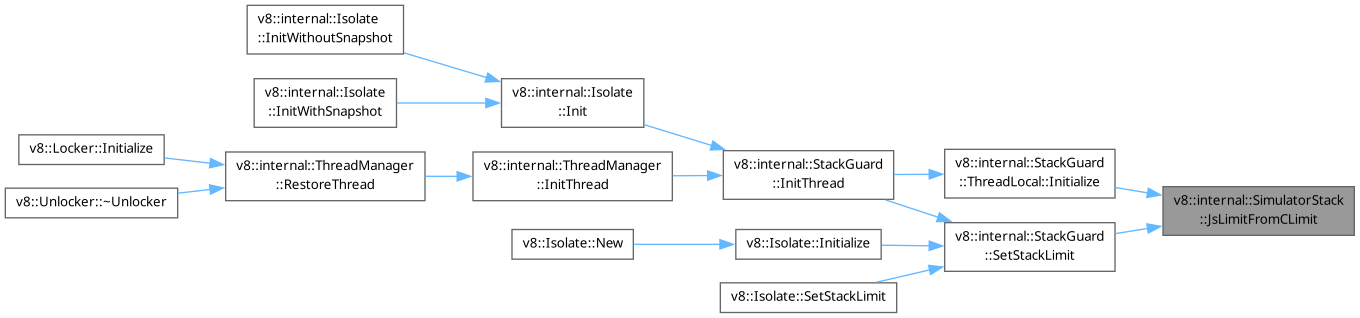 v8::internal::Isolate
::InitWithoutSnapshot
v8::internal::Isolate
::InitWithSnapshot
v8::internal::Isolate
::Init
v8::Locker::Initialize
v8::Unlocker::~Unlocker
v8::internal::ThreadManager
::RestoreThread
v8::internal::ThreadManager
::InitThread
v8::internal::StackGuard
::InitThread
v8::internal::StackGuard
::ThreadLocal::Initialize
v8::internal::SimulatorStack
::JsLimitFromCLimit
v8::Isolate::New
v8::Isolate::Initialize
v8::internal::StackGuard
::SetStackLimit
v8::Isolate::SetStackLimit